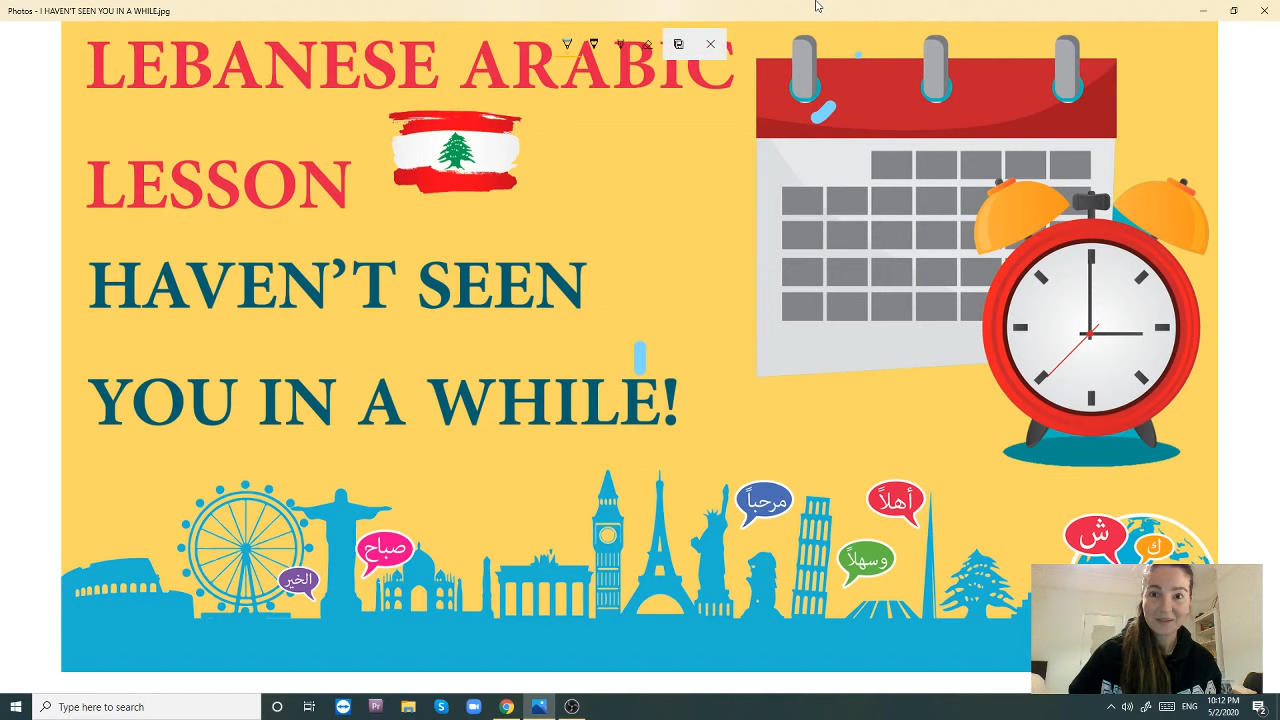 Photos - I HAVEN'T SEEN YOU IN A WHILE.jpg
LEBANESE ARABIC
LESSON
HAVEN'T SEEN
YOU IN A WHILE!
مرحباً
أهلاً
صباح
الخير
وسهلاً
ش
ك
Type here to search
ENG
10:12 PM
5/2/2020
2